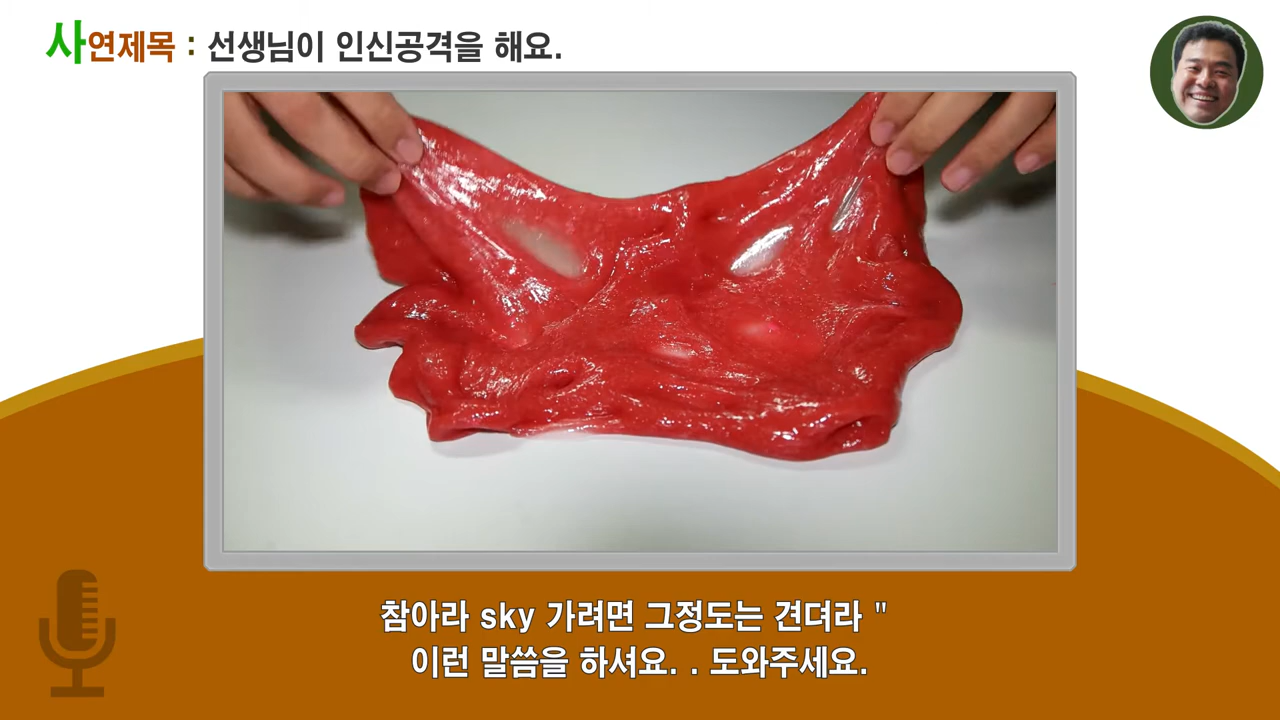 사연제목 : 선생님이 인신공격을 해요.
참아라 sky 가려면 그정도는 견뎌라 "
이런 말씀을 하셔요. . 도와주세요.